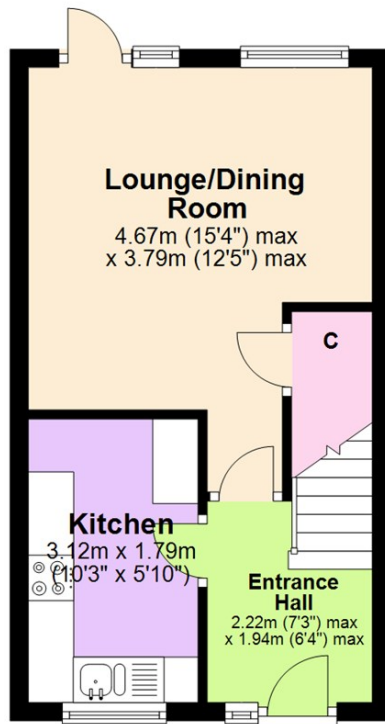 Lounge/Dining
Room
4.67m (15'4") max
x 3.79m (12'5") max
C
Kitchen
3.12m x 1.79m
(10'3" x 5'10")
Entrance
Hall
2.22m (7'3") max
x 1.94m (6'4") max